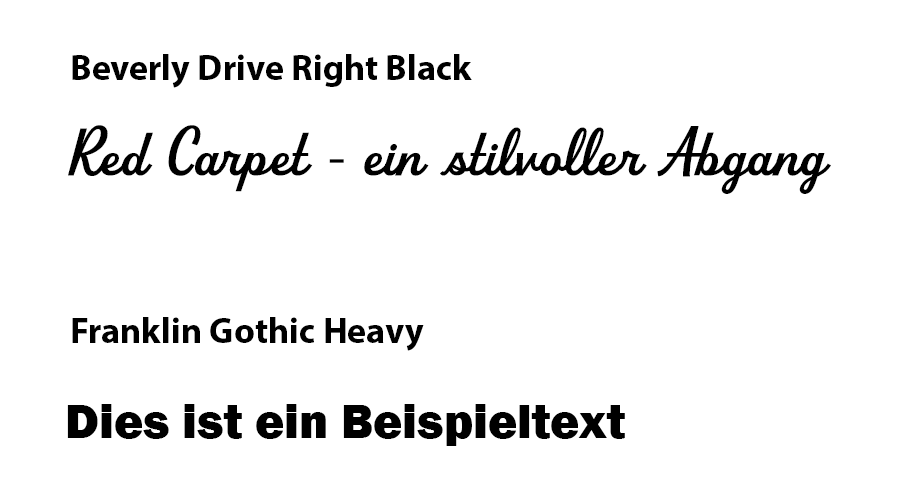 Beverly Drive Right Black
Red Carpet - ein stilvoller Abgang
Franklin Gothic Heavy
Dies ist ein Beispieltext